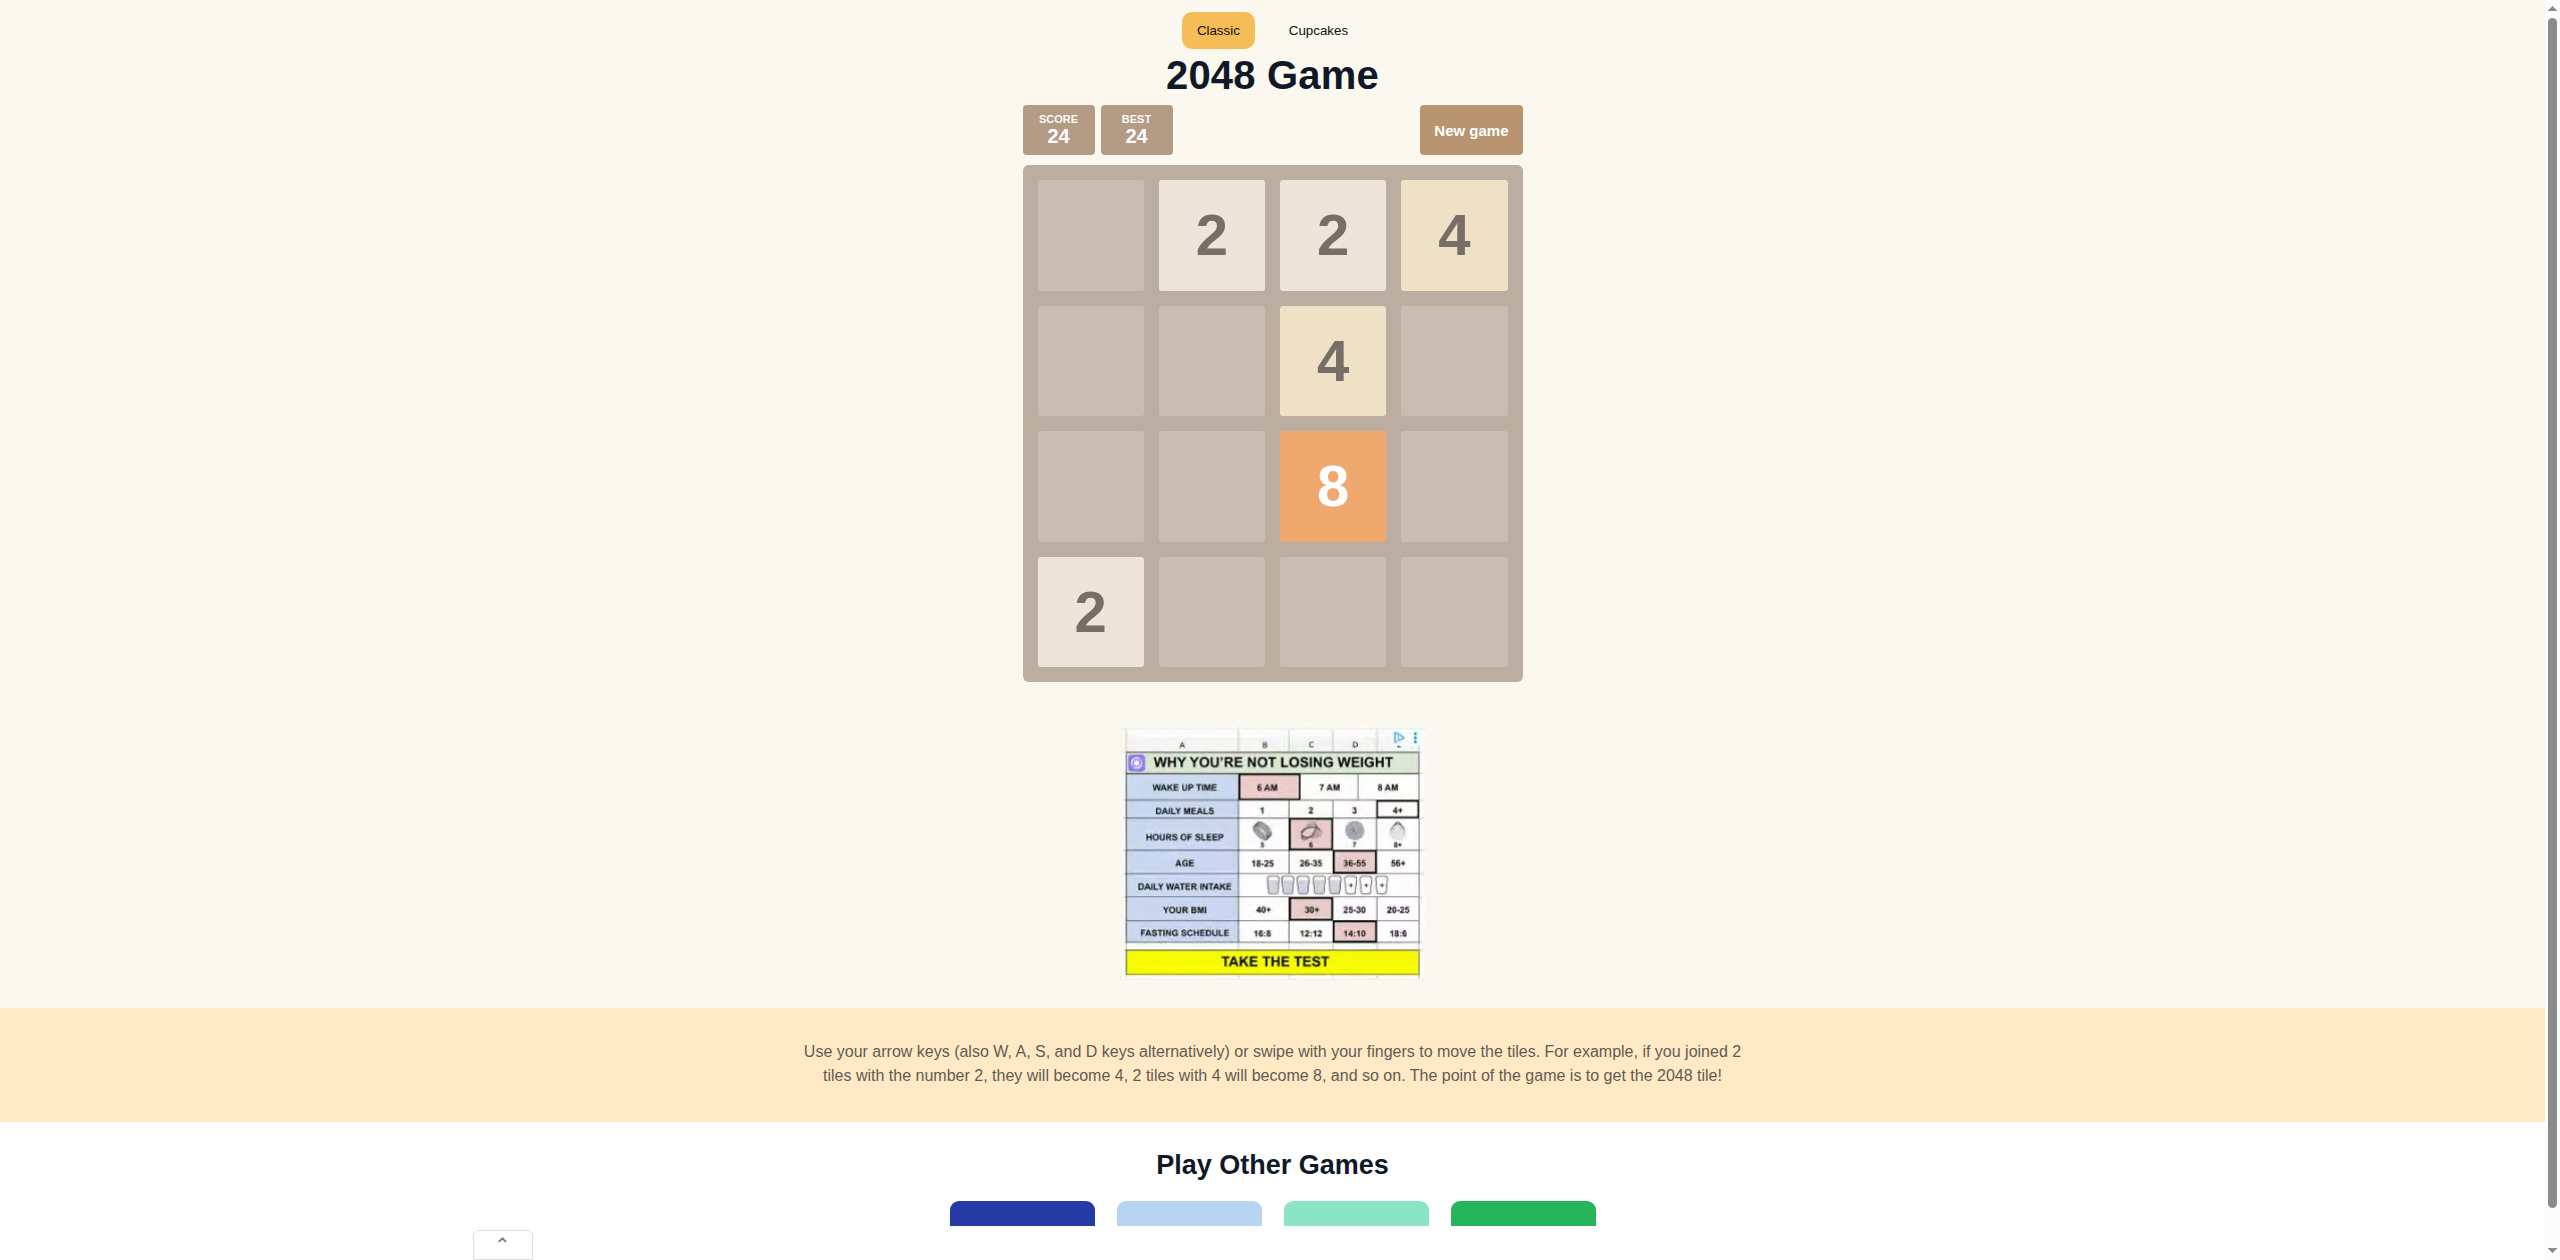 Classic
Cupcakes
2048 Game
SCORE
24
BEST
24
New game
2 2 4
4
8
2
A B C D
WHY YOU'RE NOT LOSING WEIGHT
WAKE UP TIME 6 AM 7 AM 8 AM
DAILY MEALS 1 2 3 4+
HOURS OF SLEEP 5 6 7 8+
AGE 18-25 26-35 36-55 56+
DAILY WATER INTAKE + + +
YOUR BMI 40+ 30+ 25-30 20-25
FASTING SCHEDULE 16:8 12:12 14:10 18:6
TAKE THE TEST
Use your arrow keys (also W, A, S, and D keys alternatively) or swipe with your fingers to move the tiles. For example, if you joined 2
tiles with the number 2, they will become 4, 2 tiles with 4 will become 8, and so on. The point of the game is to get the 2048 tile!
Play Other Games